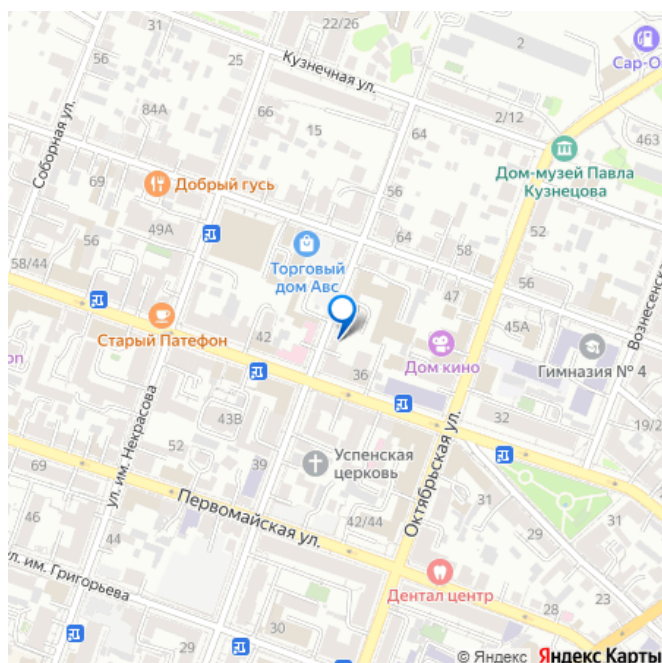 31
22/26
2
Сар-О
56
25
Кузнечная ул.
Соборная ул.
84А
66
2/12
463
15
64
Дом-музей Павла
Кузнецова
69
Добрый гусь
56
49А
56
64
58
52
58/44
Торговый
дом Авс
56
47
Вознесенск
45А
Старый Патефон
42
Дом кино
Гимназия № 4
36
ул. им. Некрасова
43В
32
19/2
52
39
Успенская
церковь
Октябрьская ул.
69
31
Первомайская ул.
42/44
29
46
44
31
ул. им. Григорьева
Дентал центр
28
23
29
30
© Яндекс Яндекс Карты